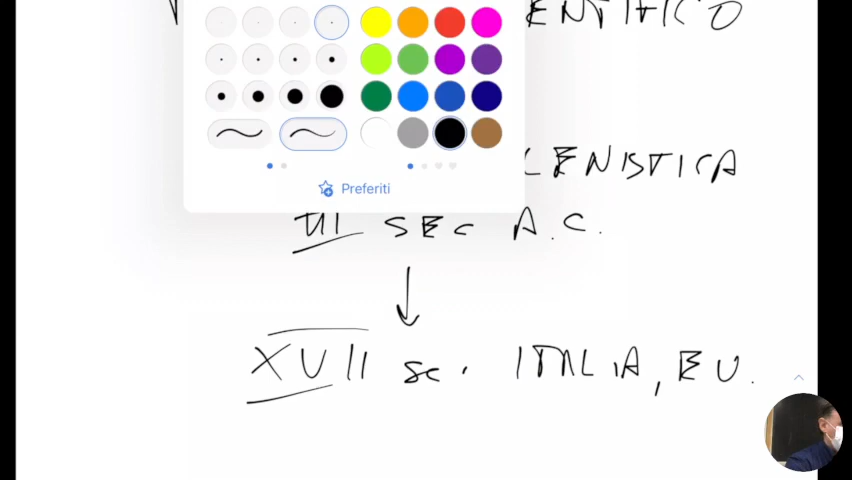 ENTIFICO
LENISTICA
Preferiti
III SEC A.C.
XVII SEC. ITALIA, EU.